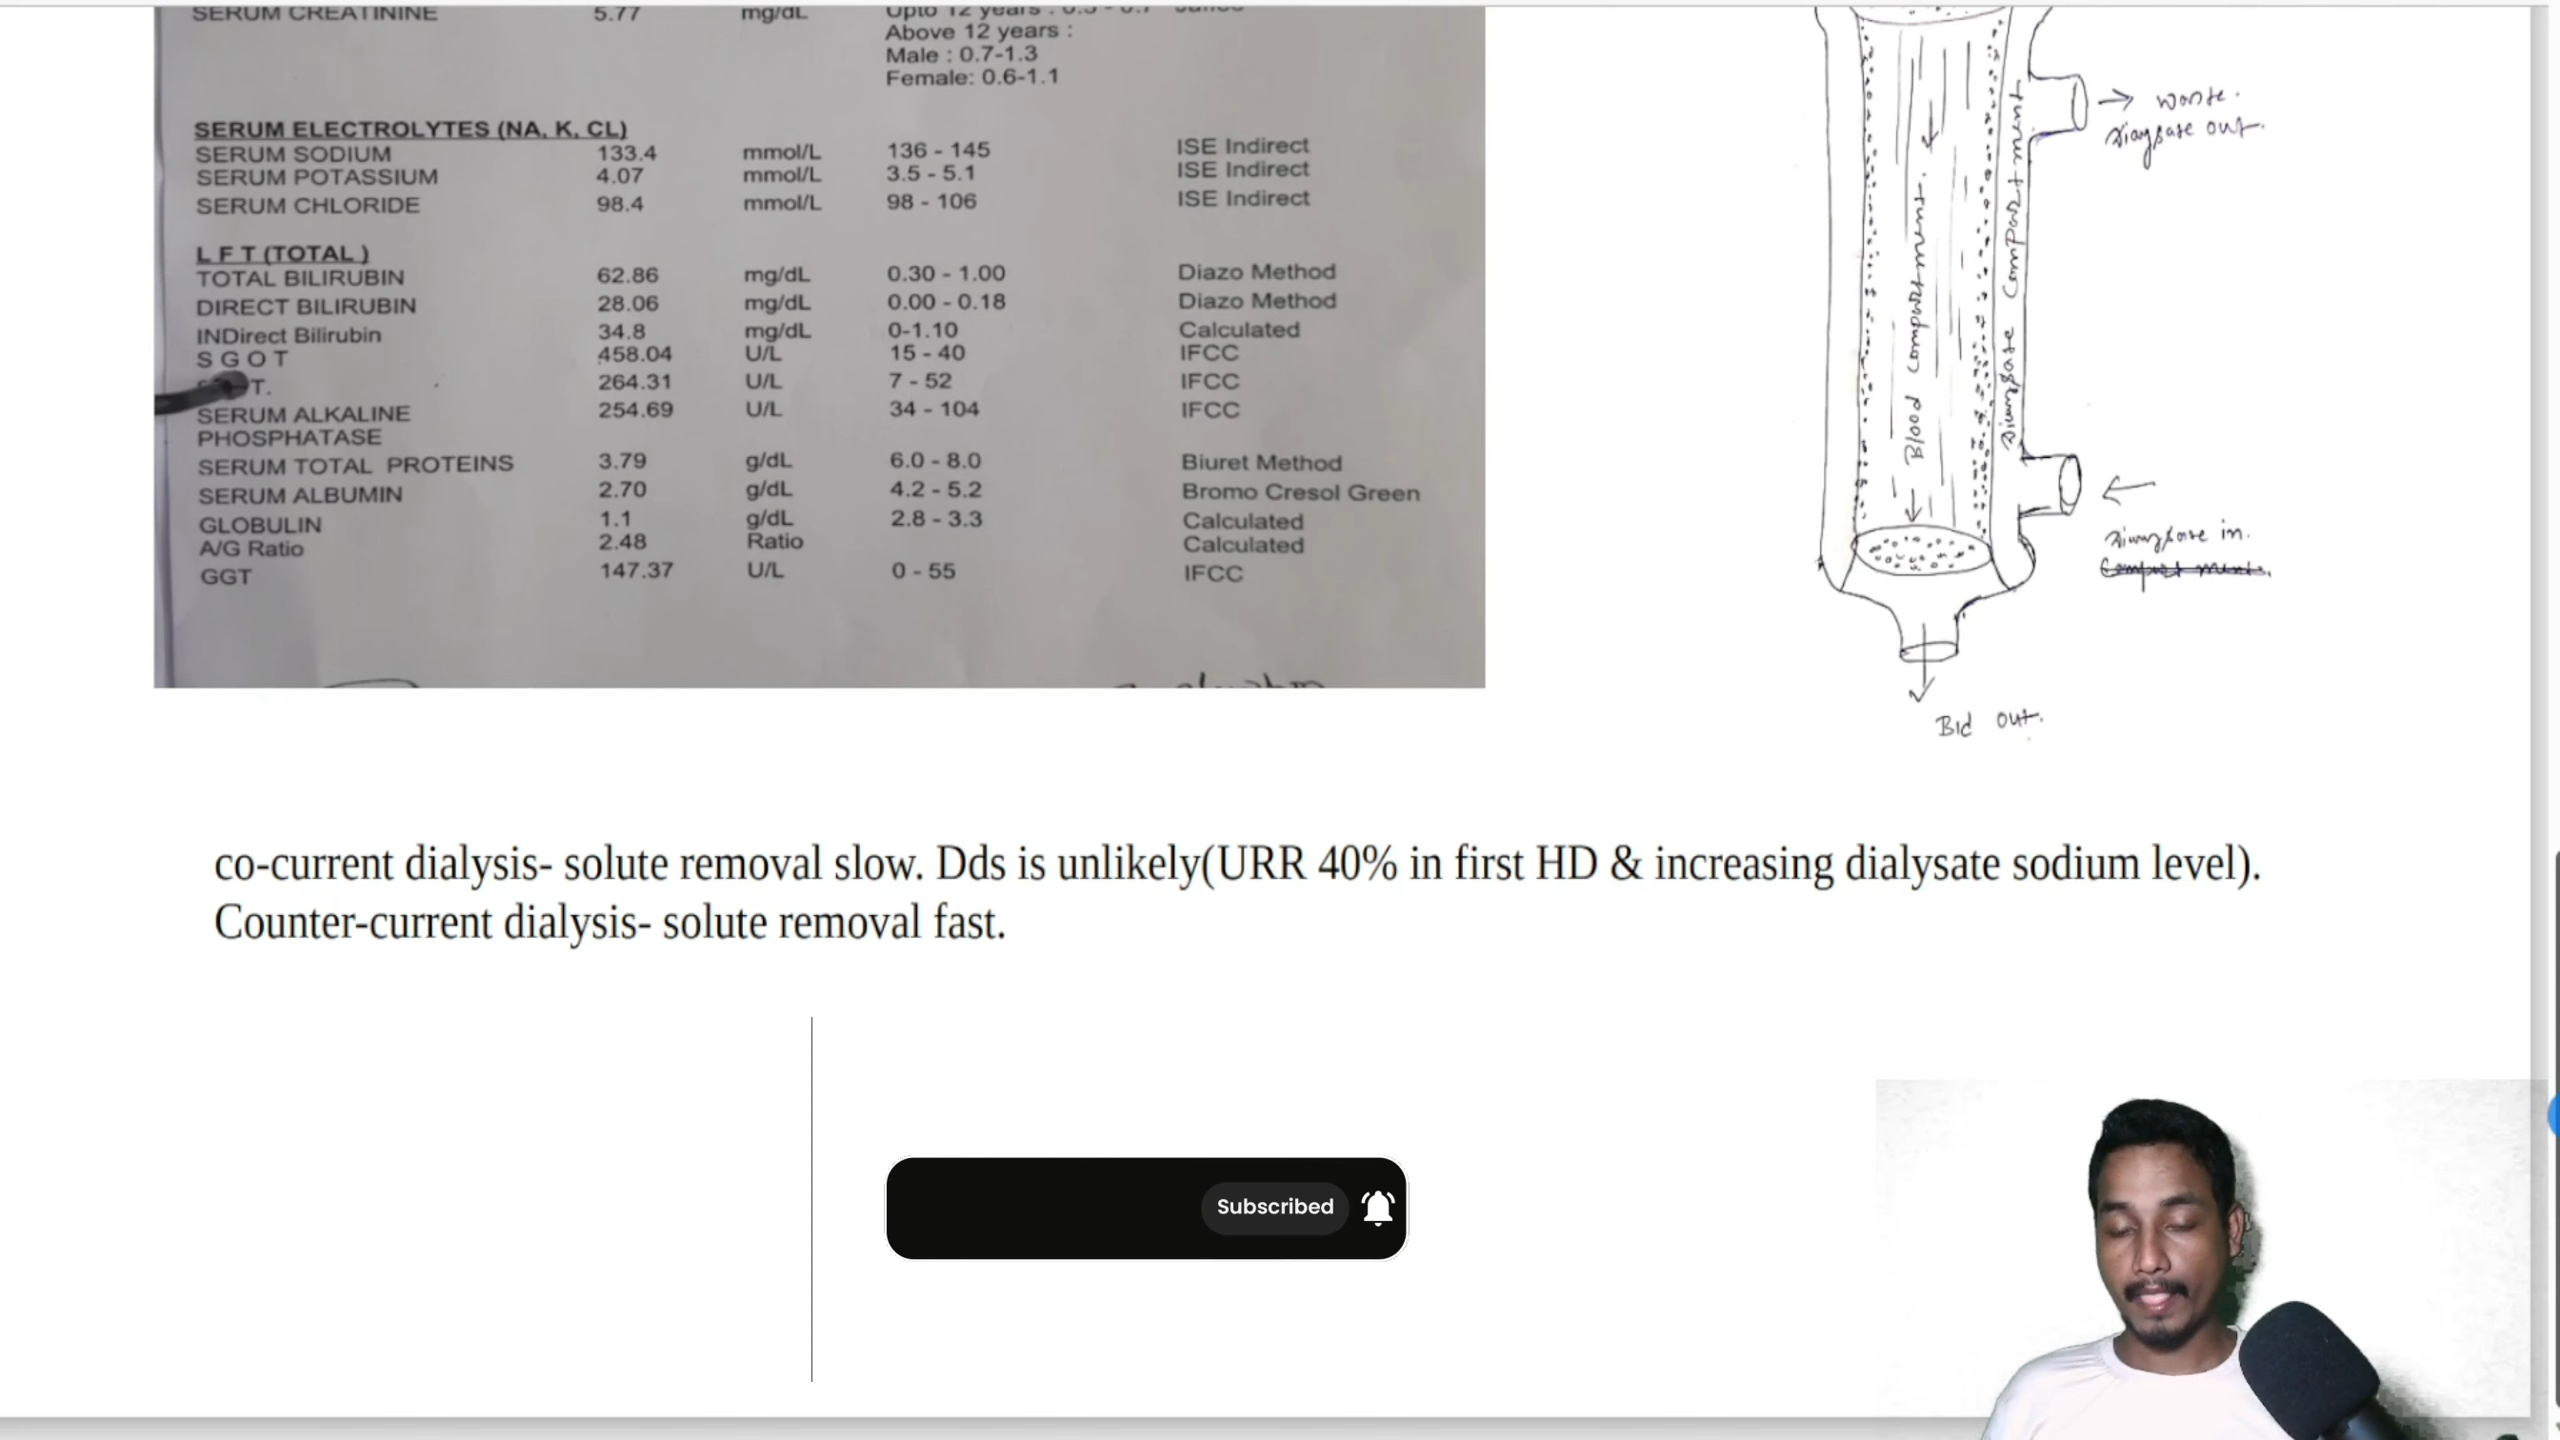 SERUM CREATININE 5.77 mg/dL Upto 12 years : 0.3 - 0.7
Above 12 years :
Male : 0.7-1.3
Female: 0.6-1.1
SERUM ELECTROLYTES (NA, K, CL)
SERUM SODIUM 133.4 mmol/L 136 - 145 ISE Indirect
SERUM POTASSIUM 4.07 mmol/L 3.5 - 5.1 ISE Indirect
SERUM CHLORIDE 98.4 mmol/L 98 - 106 ISE Indirect
L F T (TOTAL )
TOTAL BILIRUBIN 62.86 mg/dL 0.30 - 1.00 Diazo Method
DIRECT BILIRUBIN 28.06 mg/dL 0.00 - 0.18 Diazo Method
INDirect Bilirubin 34.8 mg/dL 0-1.10 Calculated
S G O T 458.04 U/L 15 - 40 IFCC
T. 264.31 U/L 7 - 52 IFCC
SERUM ALKALINE 254.69 U/L 34 - 104 IFCC
PHOSPHATASE
SERUM TOTAL PROTEINS 3.79 g/dL 6.0 - 8.0 Biuret Method
SERUM ALBUMIN 2.70 g/dL 4.2 - 5.2 Bromo Cresol Green
GLOBULIN 1.1 g/dL 2.8 - 3.3 Calculated
A/G Ratio 2.48 Ratio Calculated
GGT 147.37 U/L 0 - 55 IFCC
waste.
out.
Blood compartment.
compartment
in.
Bld out.
co-current dialysis- solute removal slow. Dds is unlikely(URR 40% in first HD & increasing dialysate sodium level).
Counter-current dialysis- solute removal fast.
Subscribed